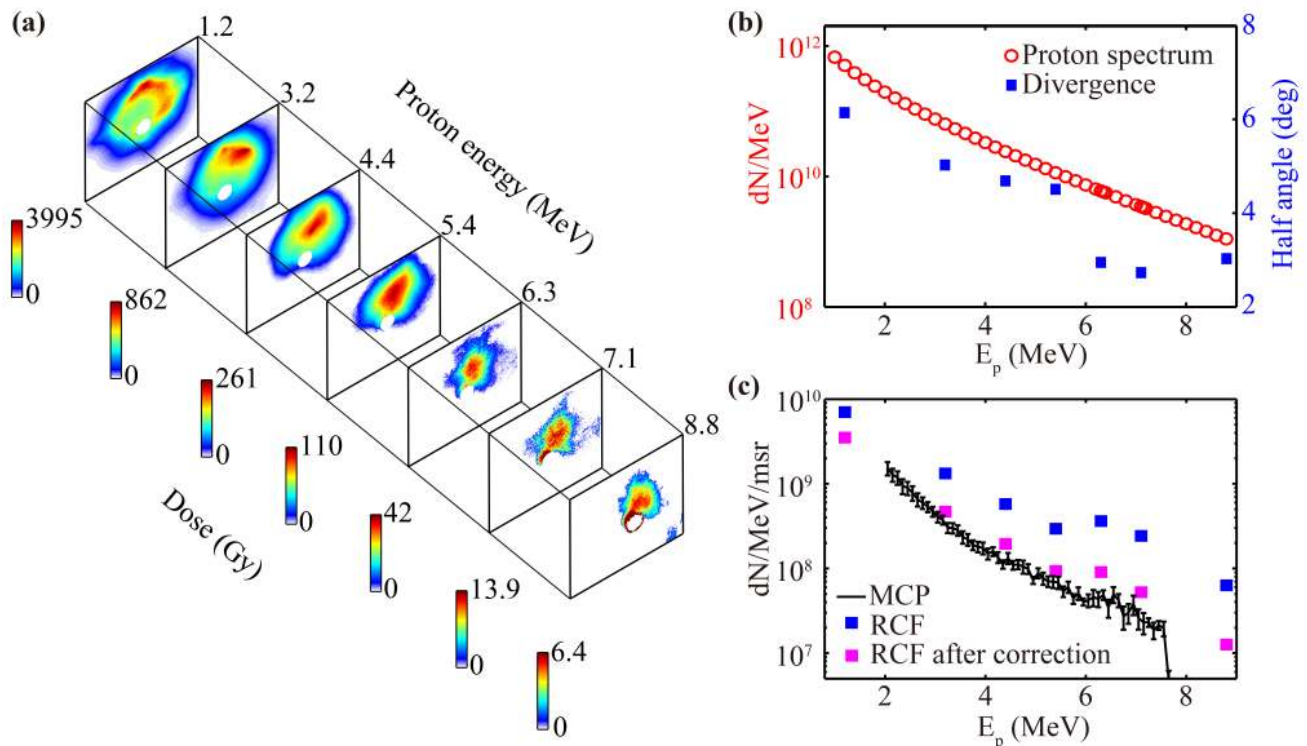 (a)
1.2
3.2
4.4
5.4
6.3
7.1
8.8
Proton energy (MeV)
3995
0
862
0
261
0
110
0
42
0
13.9
0
6.4
0
Dose (Gy)
(b)
10^12
10^10
10^8
dN/MeV
Proton spectrum
Divergence
8
6
4
2
Half angle (deg)
2 4 6 8
E_p (MeV)
(c)
10^10
10^9
10^8
10^7
dN/MeV/msr
MCP
RCF
RCF after correction
2 4 6 8
E_p (MeV)